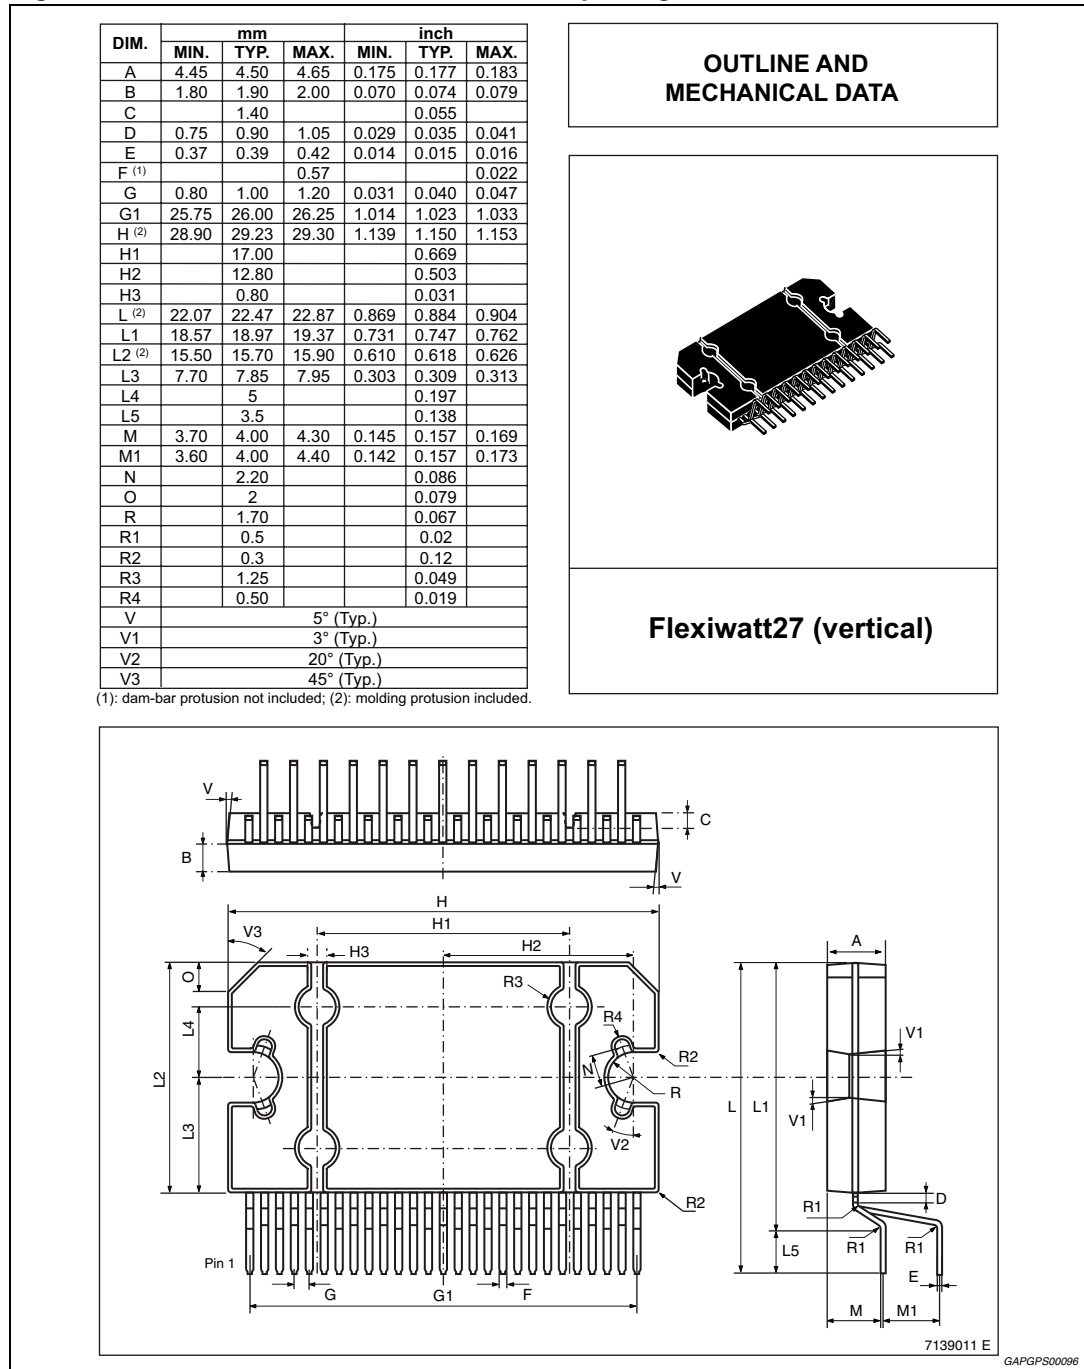 DIM. mm inch
MIN. TYP. MAX. MIN. TYP. MAX.
A 4.45 4.50 4.65 0.175 0.177 0.183
B 1.80 1.90 2.00 0.070 0.074 0.079
C 1.40 0.055
D 0.75 0.90 1.05 0.029 0.035 0.041
E 0.37 0.39 0.42 0.014 0.015 0.016
F (1) 0.57 0.022
G 0.80 1.00 1.20 0.031 0.040 0.047
G1 25.75 26.00 26.25 1.014 1.023 1.033
H (2) 28.90 29.23 29.30 1.139 1.150 1.153
H1 17.00 0.669
H2 12.80 0.503
H3 0.80 0.031
L (2) 22.07 22.47 22.87 0.869 0.884 0.904
L1 18.57 18.97 19.37 0.731 0.747 0.762
L2 (2) 15.50 15.70 15.90 0.610 0.618 0.626
L3 7.70 7.85 7.95 0.303 0.309 0.313
L4 5 0.197
L5 3.5 0.138
M 3.70 4.00 4.30 0.145 0.157 0.169
M1 3.60 4.00 4.40 0.142 0.157 0.173
N 2.20 0.086
O 2 0.079
R 1.70 0.067
R1 0.5 0.02
R2 0.3 0.12
R3 1.25 0.049
R4 0.50 0.019
V 5° (Typ.)
V1 3° (Typ.)
V2 20° (Typ.)
V3 45° (Typ.)
(1): dam-bar protusion not included; (2): molding protusion included.
OUTLINE AND
MECHANICAL DATA
Flexiwatt27 (vertical)
V
C
B
V
H
H1
V3
H3
H2
A
O
R3
L4
R4
V1
R2
N
L2
R
L
L1
V1
L3
V2
D
R2
R1
R1
R1
Pin 1
L5
E
G
G1
F
M
M1
7139011 E
GAPGPS00096